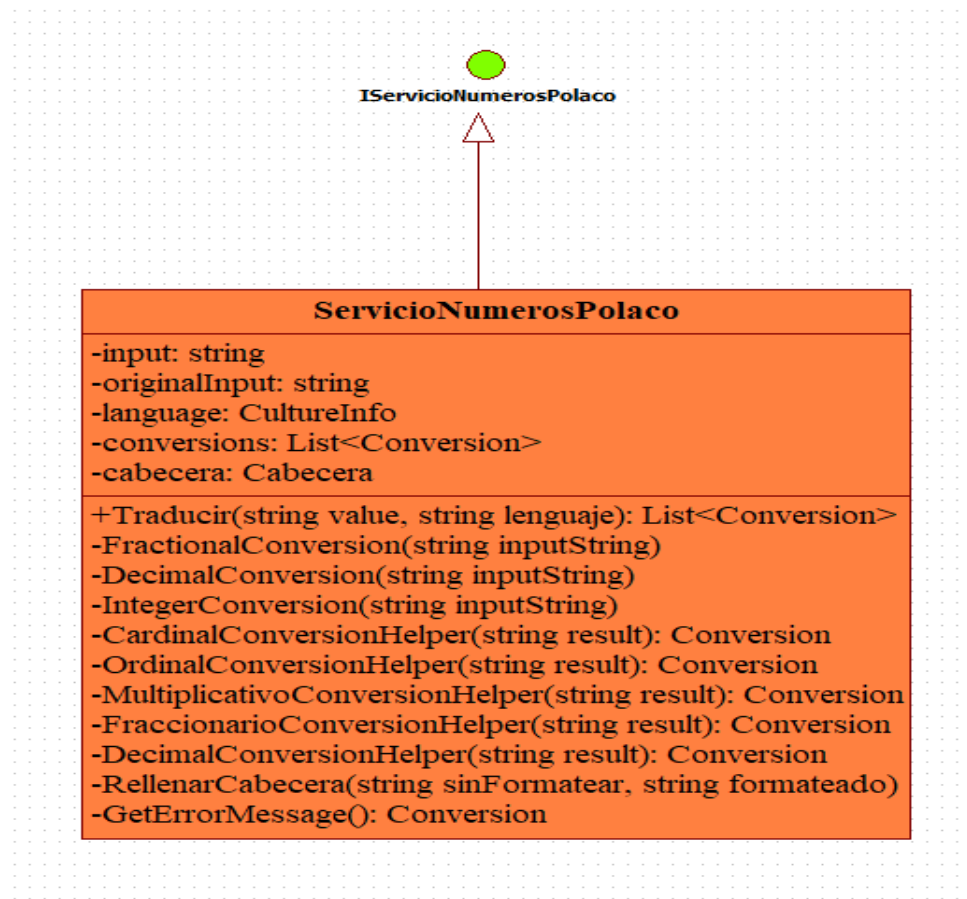 IServicioNumerosPolaco
ServicioNumerosPolaco
-input: string
-originalInput: string
-language: CultureInfo
-conversions: List<Conversion>
-cabecera: Cabecera
+Traducir(string value, string lenguaje): List<Conversion>
-FractionalConversion(string inputString)
-DecimalConversion(string inputString)
-IntegerConversion(string inputString)
-CardinalConversionHelper(string result): Conversion
-OrdinalConversionHelper(string result): Conversion
-MultiplicativoConversionHelper(string result): Conversion
-FraccionarioConversionHelper(string result): Conversion
-DecimalConversionHelper(string result): Conversion
-RellenarCabecera(string sinFormatear, string formateado)
-GetErrorMessage(): Conversion